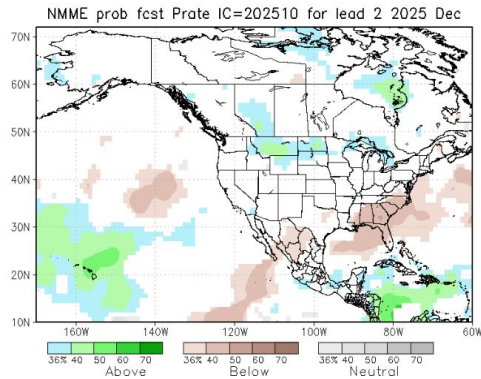 NMME prob fcst Prate IC=202510 for lead 2 2025 Dec
70N
60N
50N
40N
30N
20N
10N
160W 140W 120W 100W 80W 60W
36% 40 50 60 70 36% 40 50 60 70 36% 40 50 60 70
Above Below Neutral